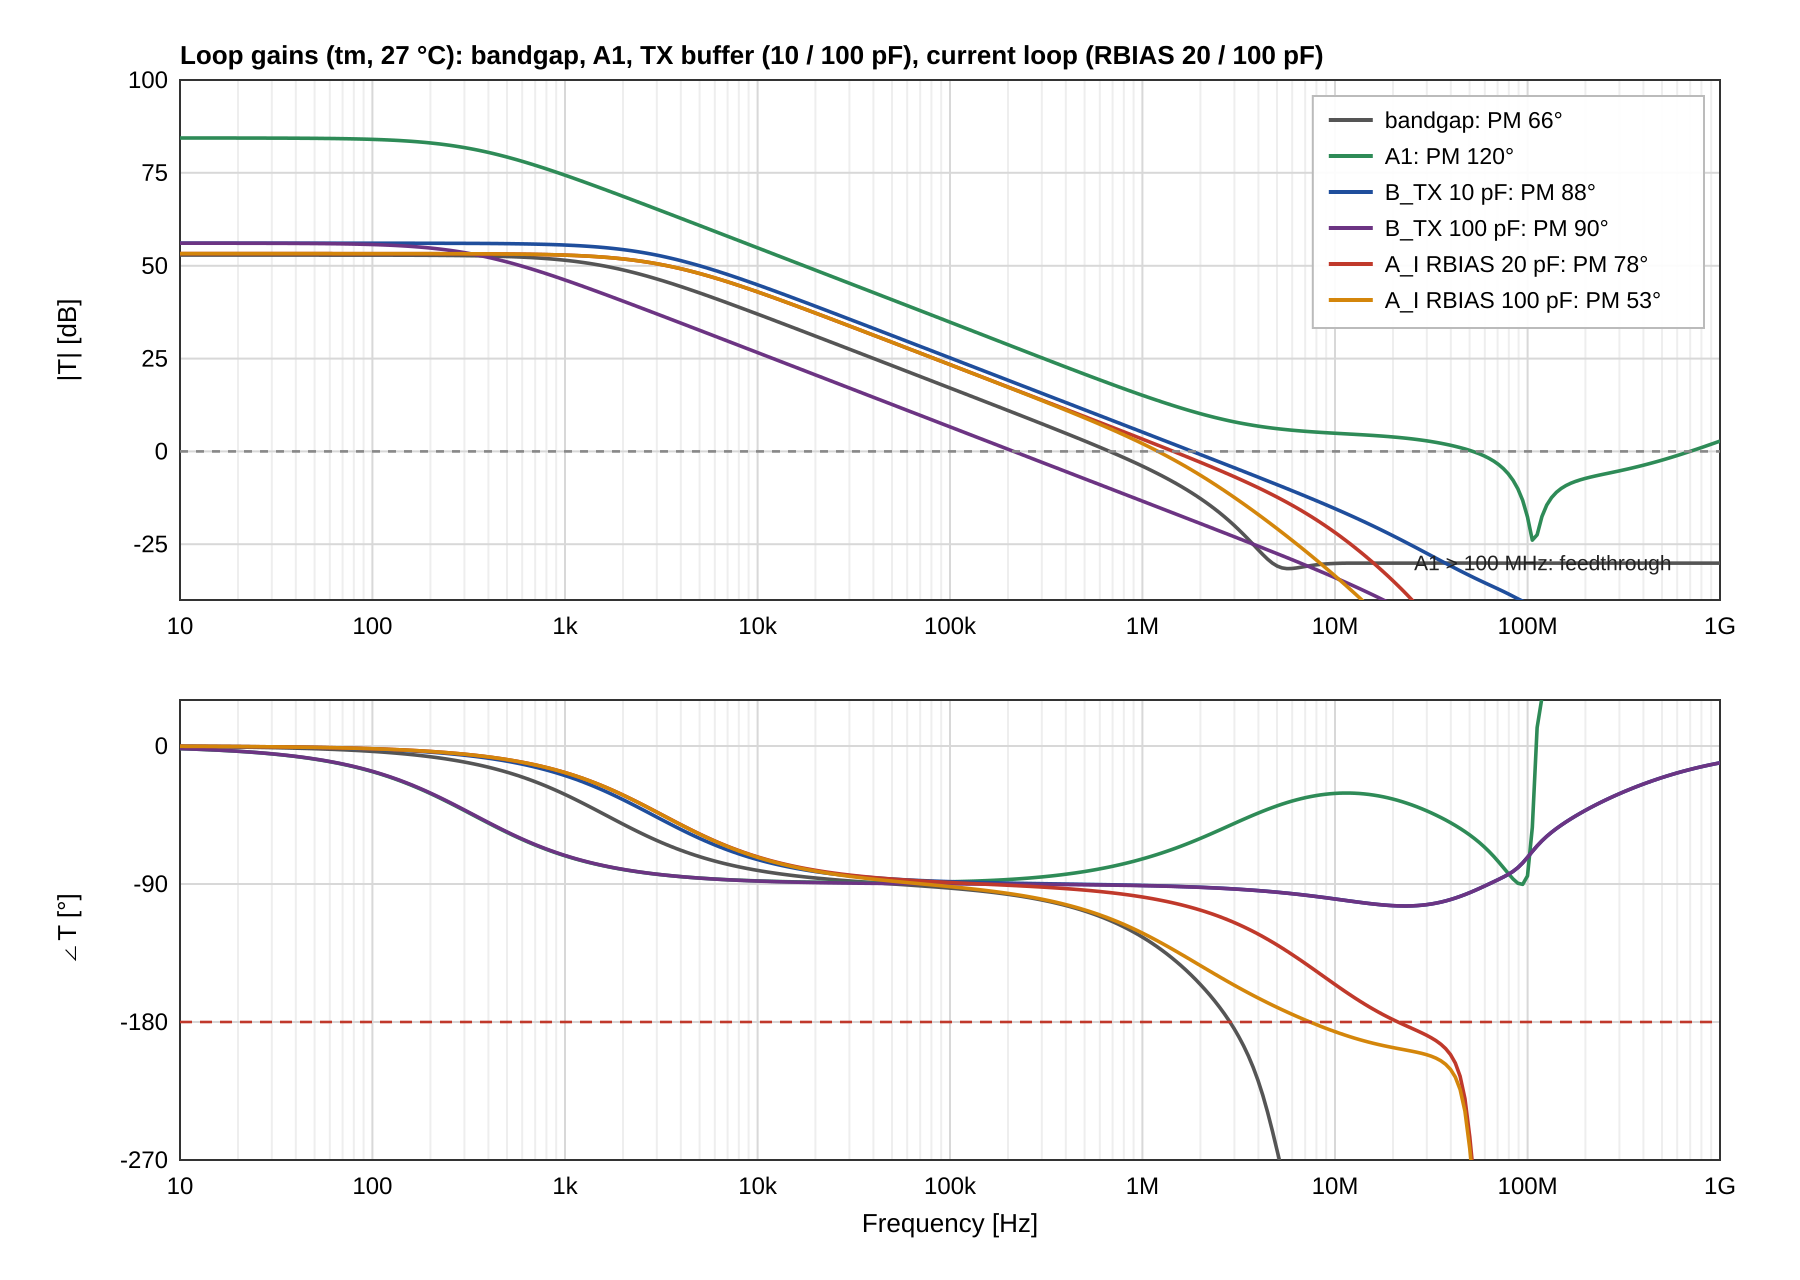 Loop gains (tm, 27 °C): bandgap, A1, TX buffer (10 / 100 pF), current loop (RBIAS 20 / 100 pF)
100
75
50
25
0
-25
|T| [dB]
bandgap: PM 66°
A1: PM 120°
B_TX 10 pF: PM 88°
B_TX 100 pF: PM 90°
A_I RBIAS 20 pF: PM 78°
A_I RBIAS 100 pF: PM 53°
A1 > 100 MHz: feedthrough
10 100 1k 10k 100k 1M 10M 100M 1G
0
-90
-180
-270
∠ T [°]
10 100 1k 10k 100k 1M 10M 100M 1G
Frequency [Hz]